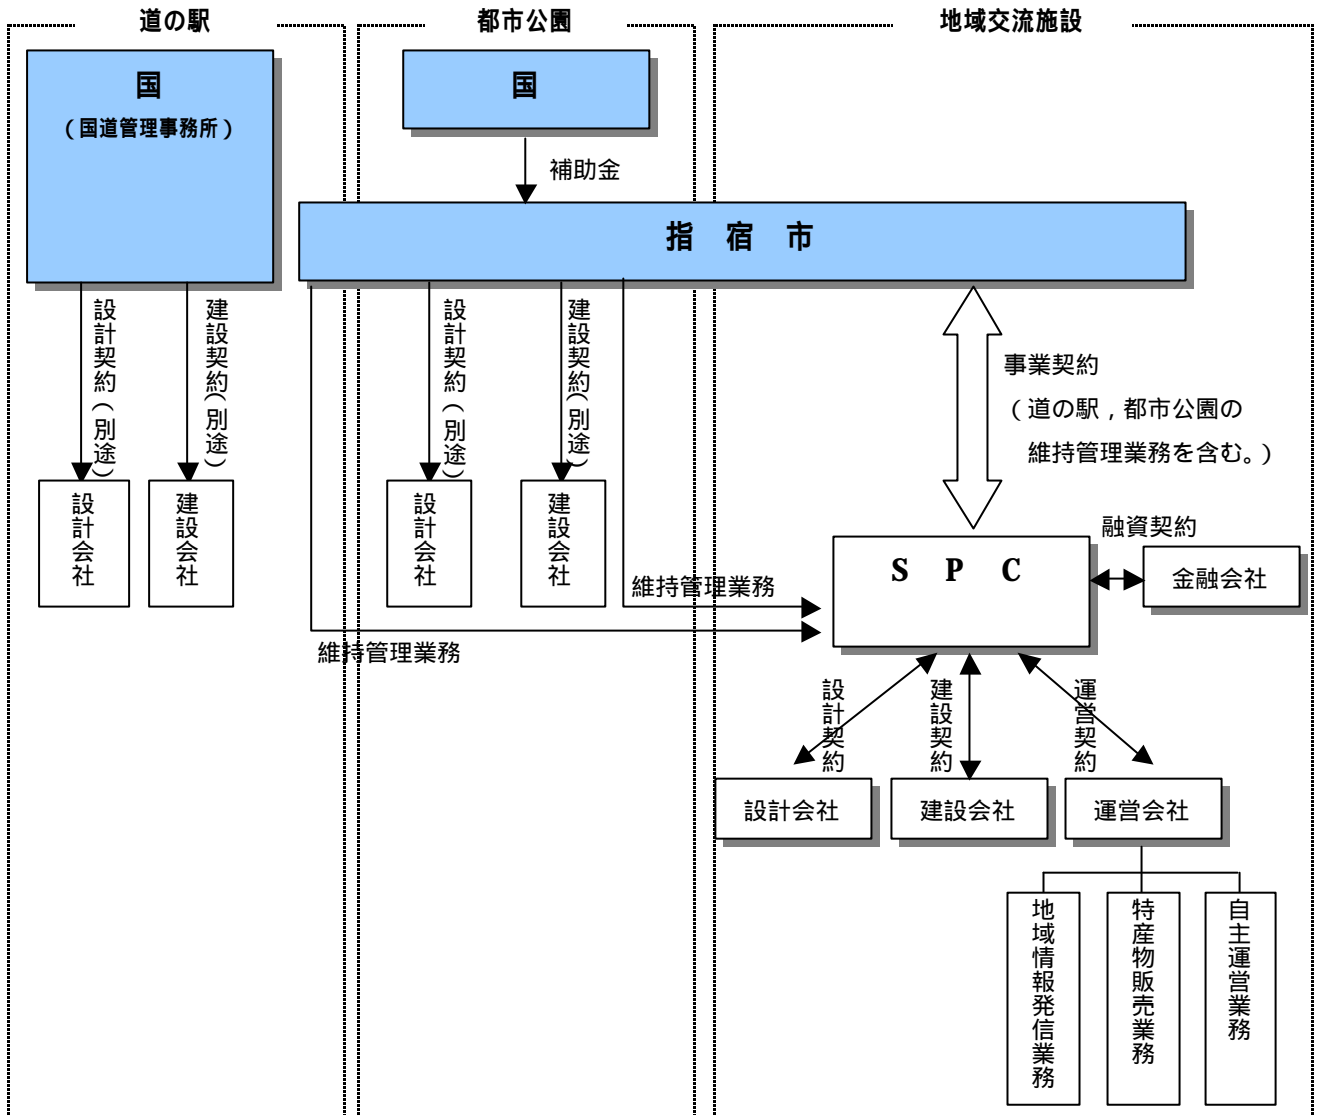 道の駅
都市公園
地域交流施設
国
（国道管理事務所）
国
補助金
指 宿 市
設計契約（別途）
建設契約（別途）
設計契約（別途）
建設契約（別途）
事業契約
（道の駅，都市公園の
維持管理業務を含む。）
設計会社
建設会社
設計会社
建設会社
融資契約
S P C
金融会社
維持管理業務
維持管理業務
設計契約
建設契約
運営契約
設計会社
建設会社
運営会社
地域情報発信業務
特産物販売業務
自主運営業務